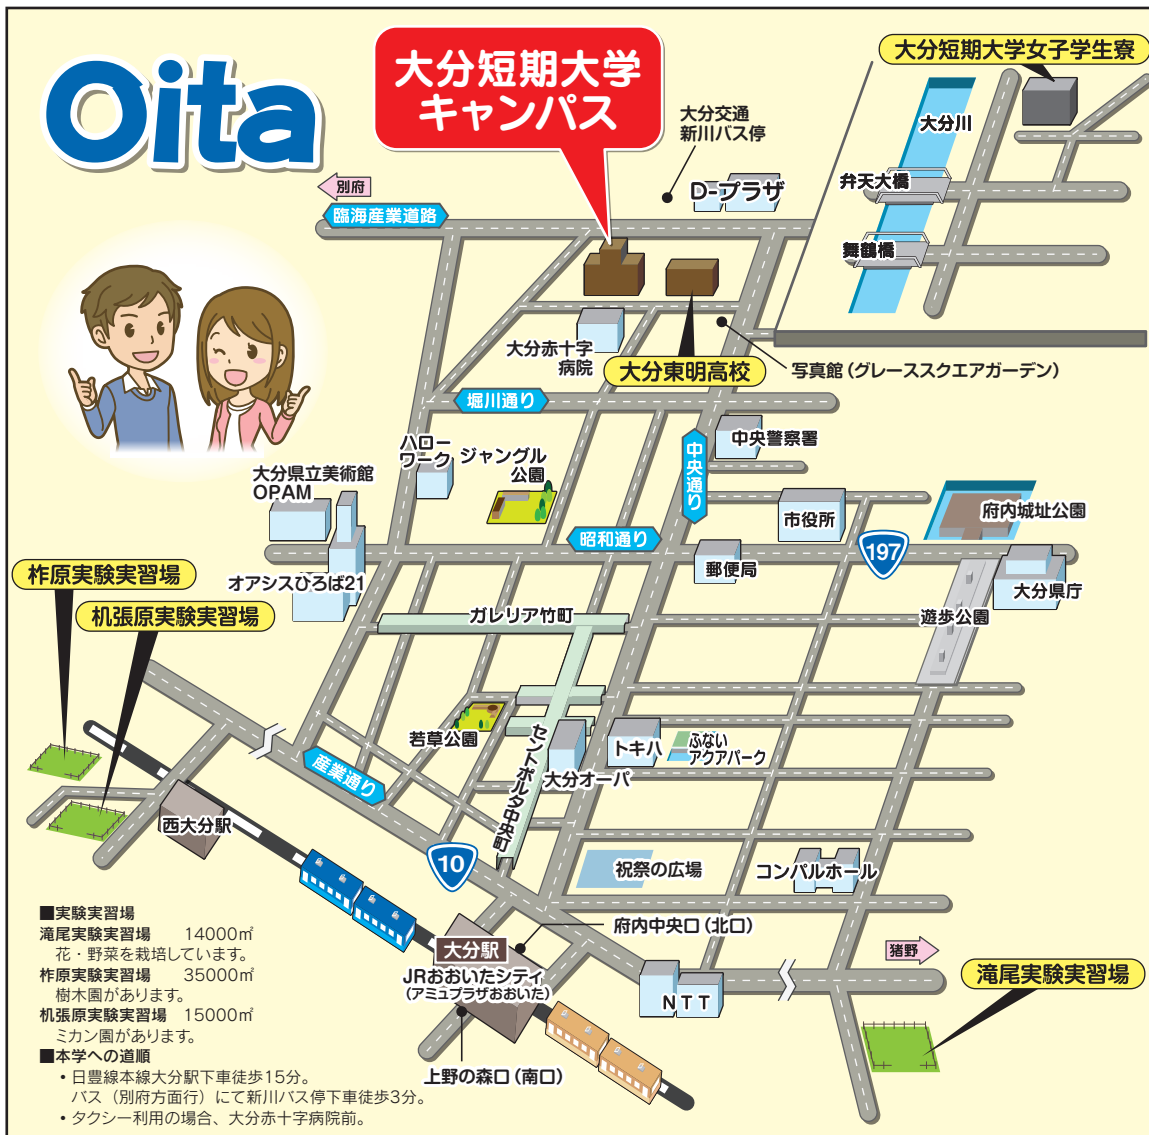 Oita
大分短期大学
キャンパス
大分交通
新川バス停
D-プラザ
大分短期大学女子学生寮
大分川
弁天大橋
舞鶴橋
別府
臨海産業道路
大分赤十字
病院
大分東明高校
写真館(グレーススクエアガーデン)
堀川通り
中央通り
中央警察署
ハロー
ワーク
ジャングル
公園
大分県立美術館
OPAM
市役所
府内城址公園
昭和通り
197
郵便局
大分県庁
オアシスひろば21
柞原実験実習場
机張原実験実習場
ガレリア竹町
遊歩公園
若草公園
セントポルタ中央町
大分オーパ
トキハ
ふない
アクアパーク
産業通り
西大分駅
10
祝祭の広場
コンパルホール
府内中央口(北口)
大分駅
JRおおいたシティ
(アミュプラザおおいた)
猪野
滝尾実験実習場
NTT
上野の森口(南口)
■実験実習場
滝尾実験実習場 14000㎡
花・野菜を栽培しています。
柞原実験実習場 35000㎡
樹木園があります。
机張原実験実習場 15000㎡
ミカン園があります。
■本学への道順
・日豊線本線大分駅下車徒歩15分。
バス(別府方面行)にて新川バス停下車徒歩3分。
・タクシー利用の場合、大分赤十字病院前。